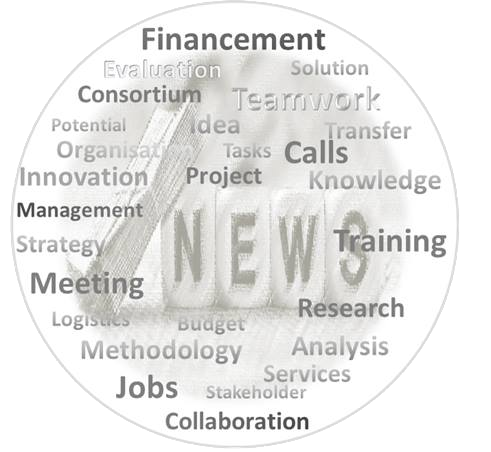 Financement
Evaluation Solution
Consortium Teamwork
Potential Idea Transfer
Organisation Tasks Calls
Innovation Project Knowledge
Management
Strategy NEWS Training
Meeting
Research
Logistics Budget
Methodology Analysis
Services
Jobs Stakeholder
Collaboration